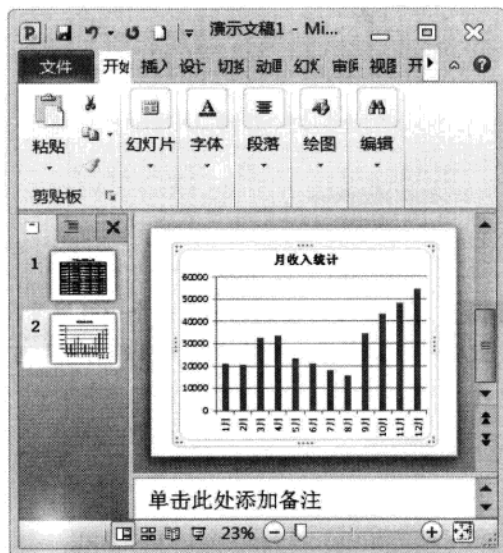 演示文稿1 - Mi...
文件 开始 插入 设计 切换 动画 幻灯 审阅 视图 开
粘贴 幻灯片 字体 段落 绘图 编辑
剪贴板
1
2
月收入统计
60000
50000
40000
30000
20000
10000
0
1月 2月 3月 4月 5月 6月 7月 8月 9月 10月 11月 12月
单击此处添加备注
23%